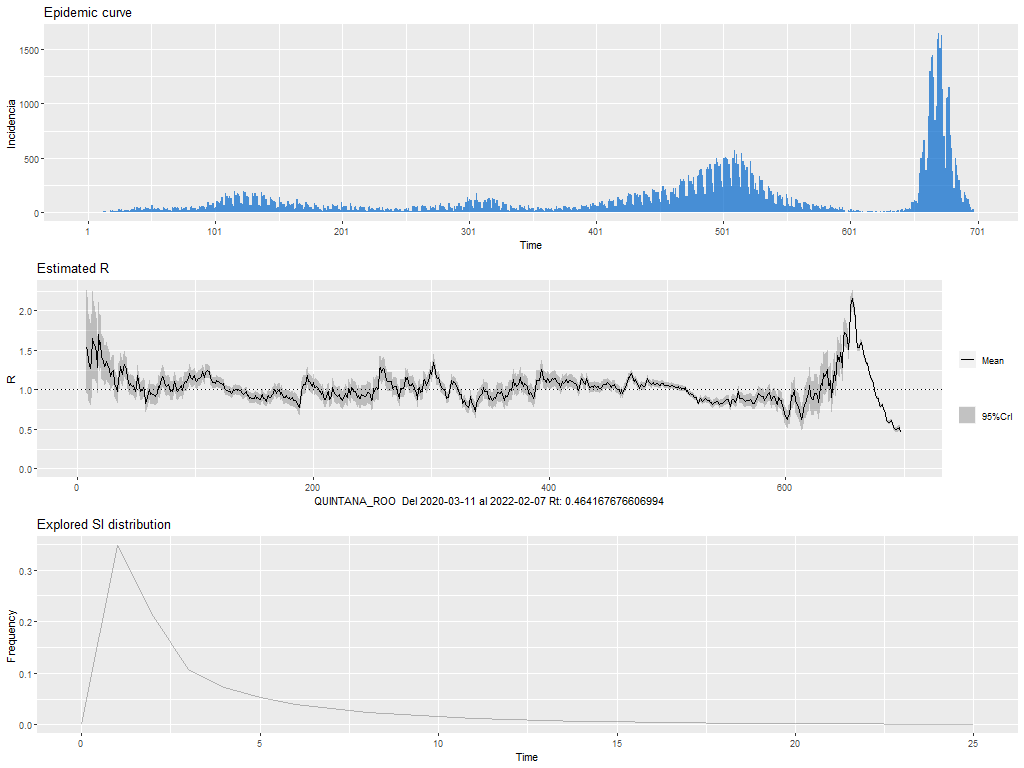 Epidemic curve
1500
1000
500
0
Incidencia
1 101 201 301 401 501 601 701
Time
Estimated R
2.0
1.5
1.0
0.5
0.0
R
0 200 400 600
QUINTANA_ROO Del 2020-03-11 al 2022-02-07 Rt: 0.464167676606994
Mean
95%CrI
Explored SI distribution
0.3
0.2
0.1
0.0
Frequency
0 5 10 15 20 25
Time